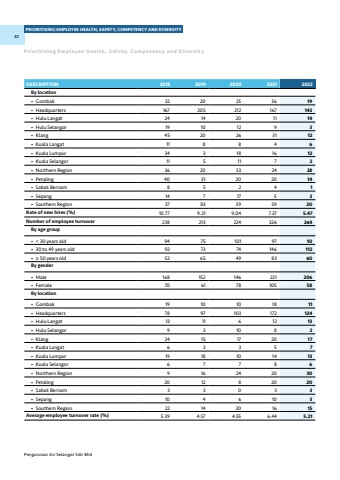 PRIORITISING EMPLOYEE HEALTH, SAFETY, COMPETENCY AND DIVERSITY
82
Prioritizing Employee Health, Safety, Competency and Diversity
DESCRIPTION 2018 2019 2020 2021 2022
By location
• Gombak 32 20 25 36 19
• Headquarters 167 205 212 167 143
• Hulu Langat 24 14 20 11 14
• Hulu Selangor 19 10 12 9 3
• Klang 45 20 26 31 12
• Kuala Langat 11 8 8 4 6
• Kuala Lumpur 34 3 18 16 12
• Kuala Selangor 11 5 11 7 2
• Northern Region 36 20 33 24 28
• Petaling 40 31 20 20 14
• Sabak Bernam 8 5 2 4 1
• Sepang 14 7 17 5 3
• Southern Region 37 83 39 39 20
Rate of new hires (%) 10.77 9.21 9.04 7.37 5.47
Number of employee turnover 238 213 224 326 264
By age group
• < 30 years old 94 75 101 97 92
• 30 to 49 years old 92 73 74 146 112
• ≥ 50 years old 52 65 49 83 60
By gender
• Male 168 152 146 221 206
• Female 70 61 78 105 58
By location
• Gombak 19 10 10 18 11
• Headquarters 78 97 103 172 124
• Hulu Langat 13 11 6 12 13
• Hulu Selangor 9 3 10 8 2
• Klang 24 15 17 20 17
• Kuala Langat 6 3 3 5 7
• Kuala Lumpur 19 18 10 14 13
• Kuala Selangor 6 7 7 8 6
• Northern Region 9 16 24 20 30
• Petaling 20 12 8 20 20
• Sabak Bernam 3 3 0 3 3
• Sepang 10 4 6 10 3
• Southern Region 22 14 20 16 15
Average employee turnover rate (%) 5.39 4.57 4.55 6.44 5.21
Pengurusan Air Selangor Sdn Bhd